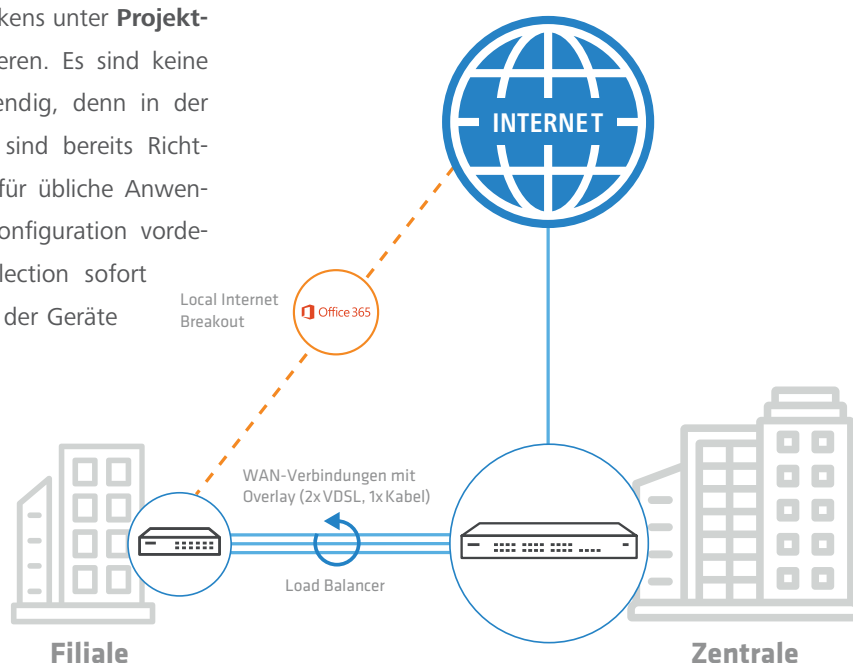 kens unter Projekt-
eren. Es sind keine
endig, denn in der
sind bereits Richt-
für übliche Anwen-
onfiguration vorde-
lection sofort
der Geräte
INTERNET
Local Internet
Breakout
Office 365
WAN-Verbindungen mit
Overlay (2x VDSL, 1x Kabel)
Load Balancer
Filiale
Zentrale